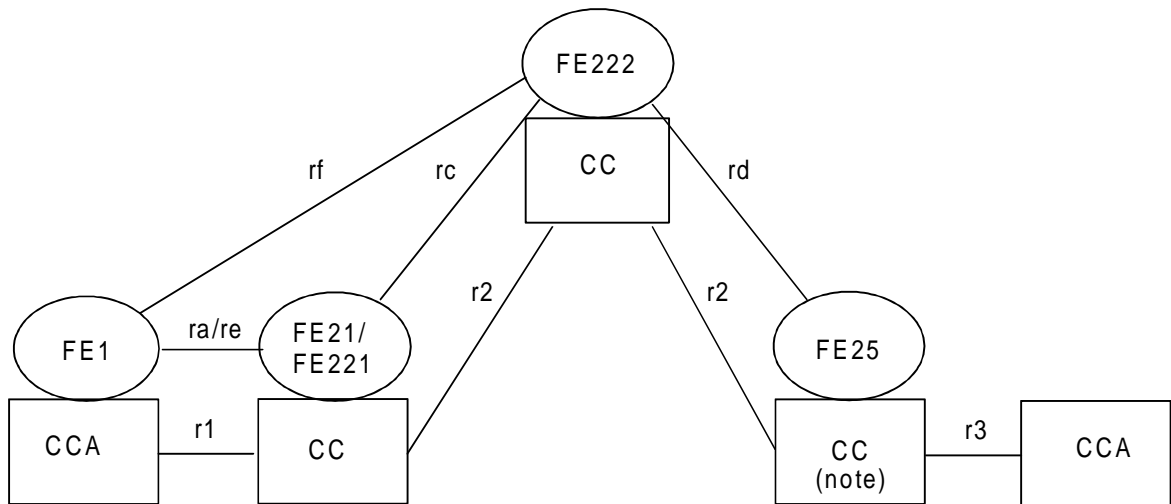 FE222
CC
rf
rc
rd
r2
r2
FE1
ra/re
FE21/
FE221
FE25
CCA
r1
CC
CC
(note)
r3
CCA